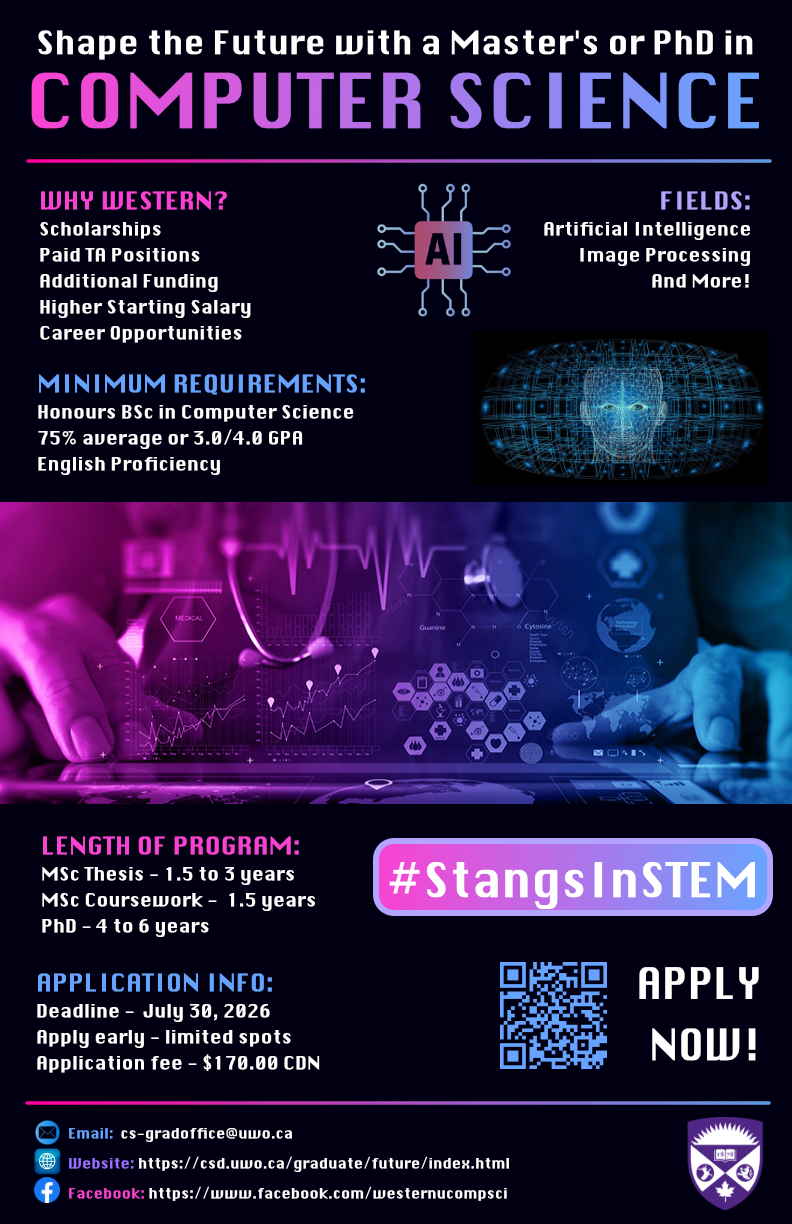 Shape the Future with a Master's or PhD in
COMPUTER SCIENCE
WHY WESTERN?
Scholarships
Paid TA Positions
Additional Funding
Higher Starting Salary
Career Opportunities
AI
FIELDS:
Artificial Intelligence
Image Processing
And More!
MINIMUM REQUIREMENTS:
Honours BSc in Computer Science
75% average or 3.0/4.0 GPA
English Proficiency
MEDICAL
Guanine
Cytosine
N
N
N
H
LENGTH OF PROGRAM:
MSc Thesis - 1.5 to 3 years
MSc Coursework - 1.5 years
PhD - 4 to 6 years
#StangsInSTEM
APPLICATION INFO:
Deadline - July 30, 2026
Apply early - limited spots
Application fee - $170.00 CDN
APPLY
NOW!
Email: cs-gradoffice@uwo.ca
Website: https://csd.uwo.ca/graduate/future/index.html
Facebook: https://www.facebook.com/westernucompsci